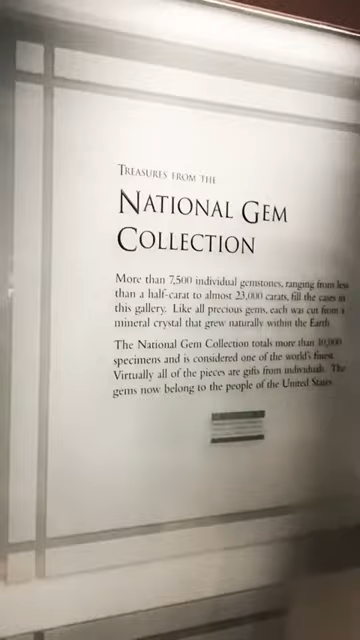 TREASURES FROM THE
NATIONAL GEM
COLLECTION
More than 7,500 individual gemstones, ranging from less
than a half-carat to almost 23,000 carats, fill the cases in
this gallery. Like all precious gems, each was cut from a
mineral crystal that grew naturally within the Earth.
The National Gem Collection totals more than 10,000
specimens and is considered one of the world's finest.
Virtually all of the pieces are gifts from individuals. The
gems now belong to the people of the United States.